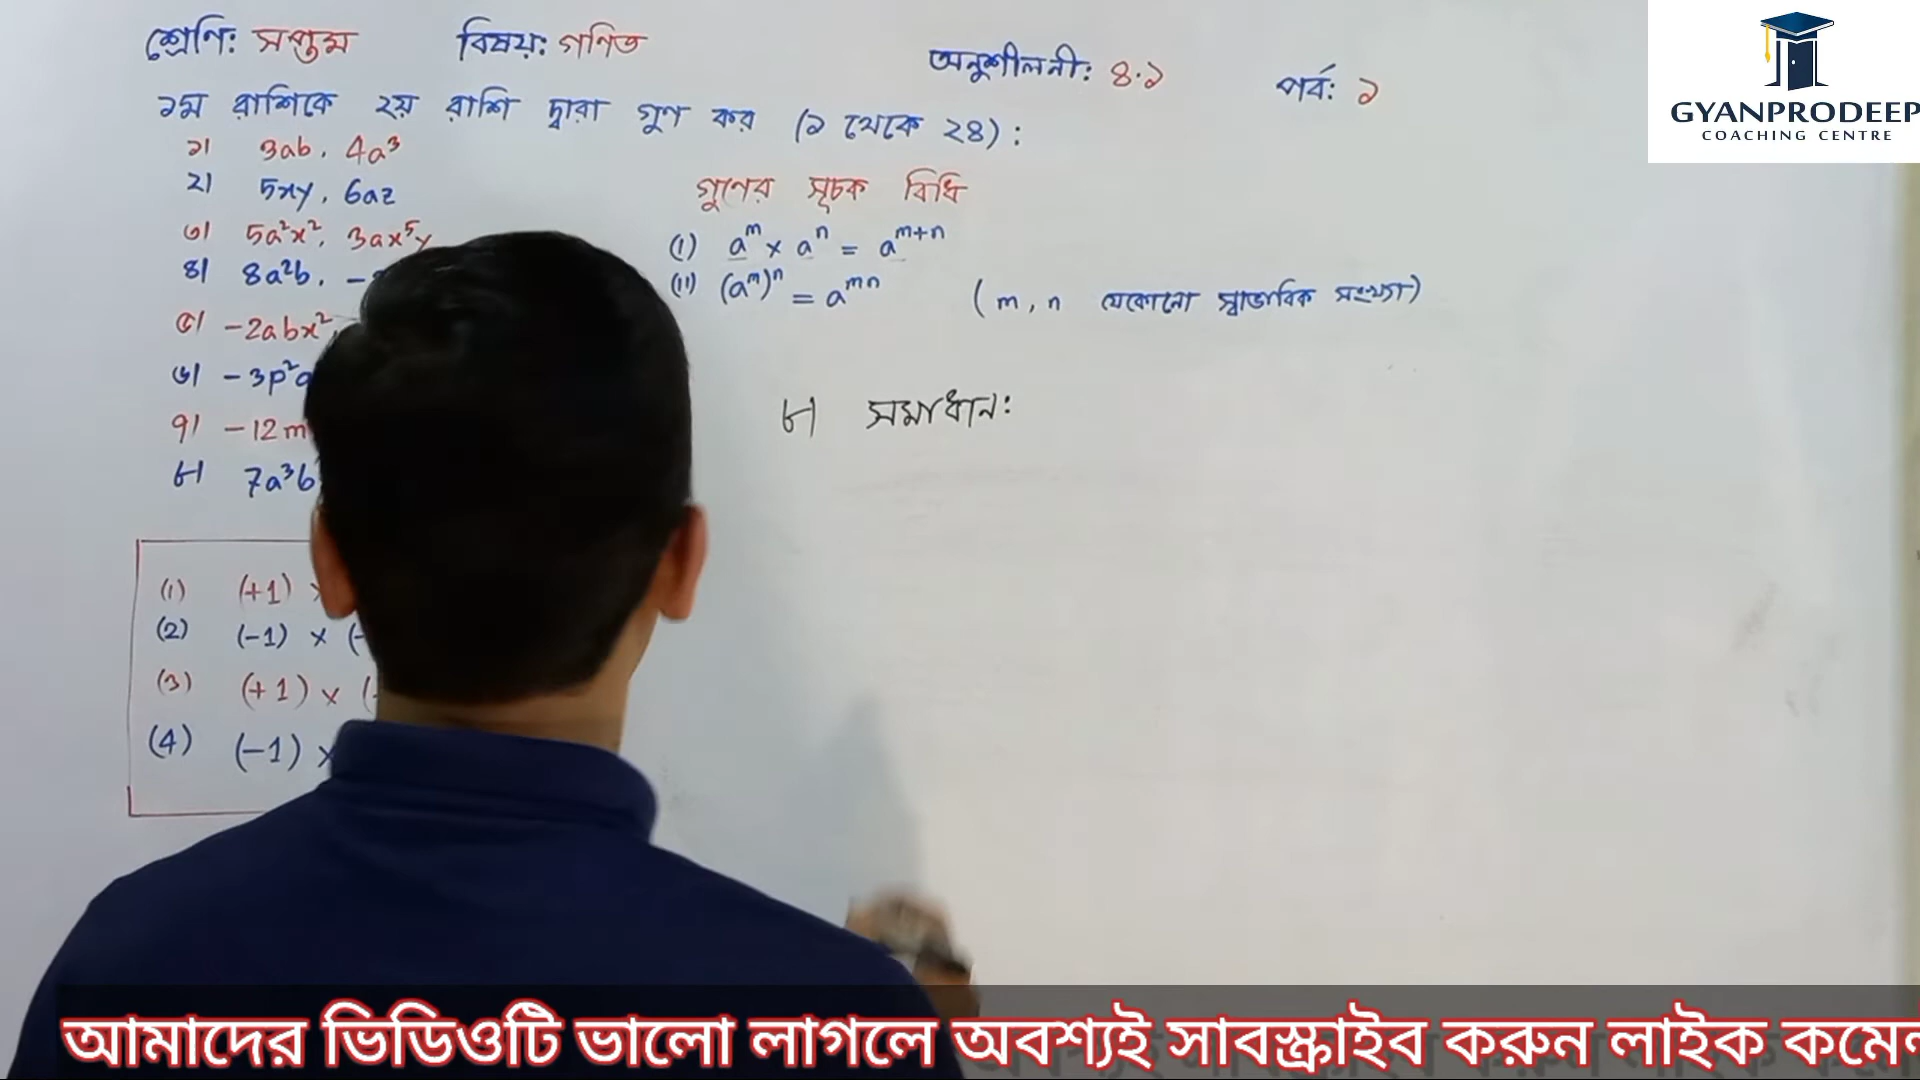 শ্রেণি: সপ্তম বিষয়: গণিত অনুশীলনী: ৪.১ পর্ব: ১
GYANPRODEEP
COACHING CENTRE
১ম রাশিকে ২য় রাশি দ্বারা গুণ কর (১ থেকে ২৪) :
১। 3ab, 4a³
২। 5xy, 6az
৩। 5a²x², 3ax⁵y
৪। 8a²b, -
৫। -2abx²,
৬। -3p²q
৭। -12m
৮। 7a³b
গুণের সূচক বিধি
(i) aᵐ × aⁿ = aᵐ⁺ⁿ
(ii) (aᵐ)ⁿ = aᵐⁿ (m, n যেকোনো স্বাভাবিক সংখ্যা)
৮। সমাধান:
(1) (+1) ×
(2) (-1) × (-
(3) (+1) × (-
(4) (-1) ×
আমাদের ভিডিওটি ভালো লাগলে অবশ্যই সাবস্ক্রাইব করুন লাইক